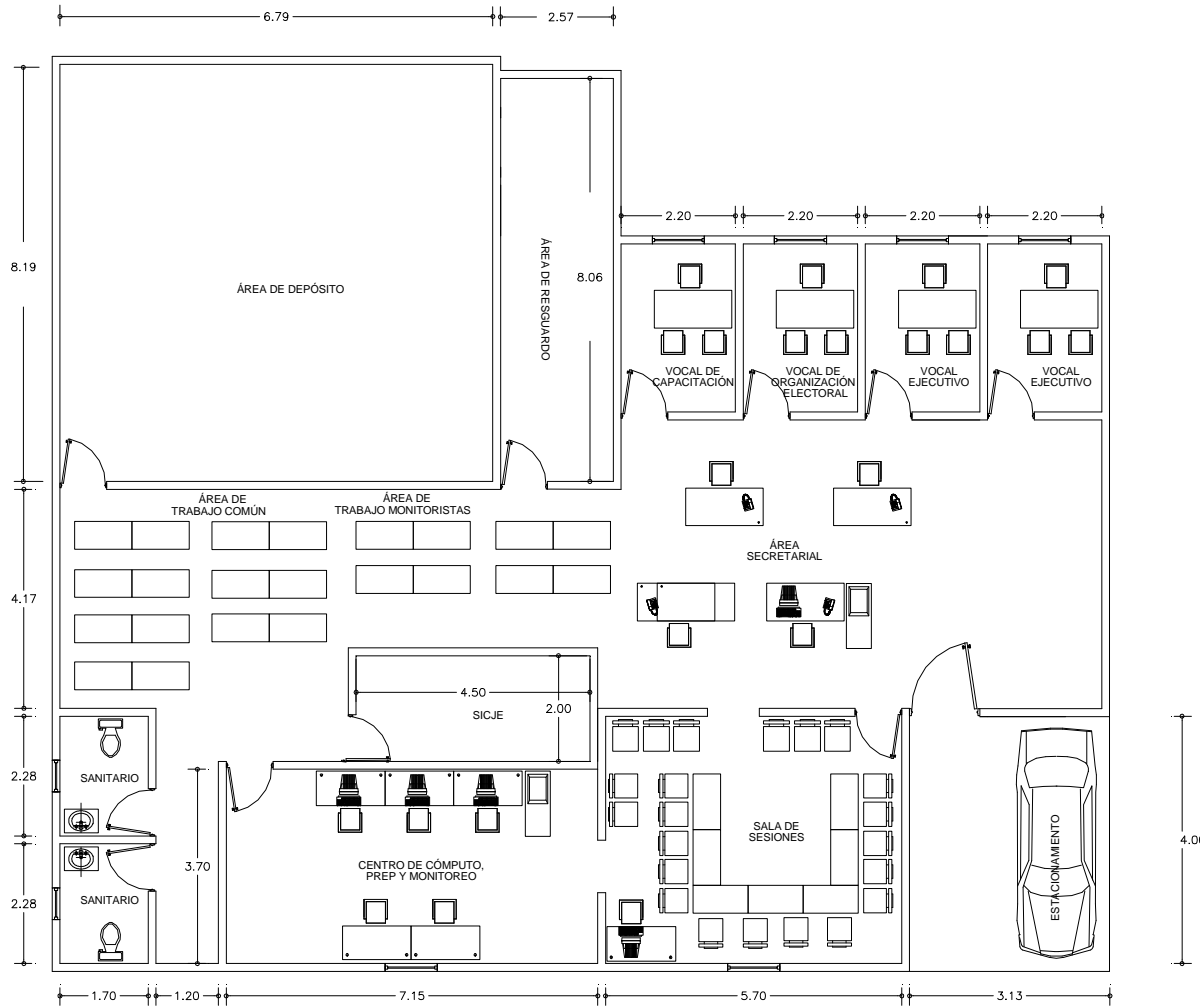 6.79
2.57
2.20
2.20
2.20
2.20
8.19
ÁREA DE DEPÓSITO
ÁREA DE RESGUARDO
8.06
VOCAL DE
CAPACITACIÓN
VOCAL DE
ORGANIZACIÓN
ELECTORAL
VOCAL
EJECUTIVO
VOCAL
EJECUTIVO
ÁREA DE
TRABAJO COMÚN
ÁREA DE
TRABAJO MONITORISTAS
ÁREA
SECRETARIAL
4.17
4.50
2.00
SICJE
2.28
SANITARIO
3.70
CENTRO DE CÓMPUTO,
PREP Y MONITOREO
SALA DE
SESIONES
ESTACIONAMIENTO
4.00
2.28
SANITARIO
1.70
1.20
7.15
5.70
3.13